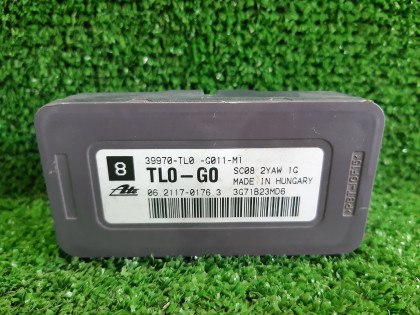 8
39970-TL0 -G011-M1
TL0-G0
SC08 2YAW 1G
MADE IN HUNGARY
Ate
06.2117-0176.3
3G71B23MD6